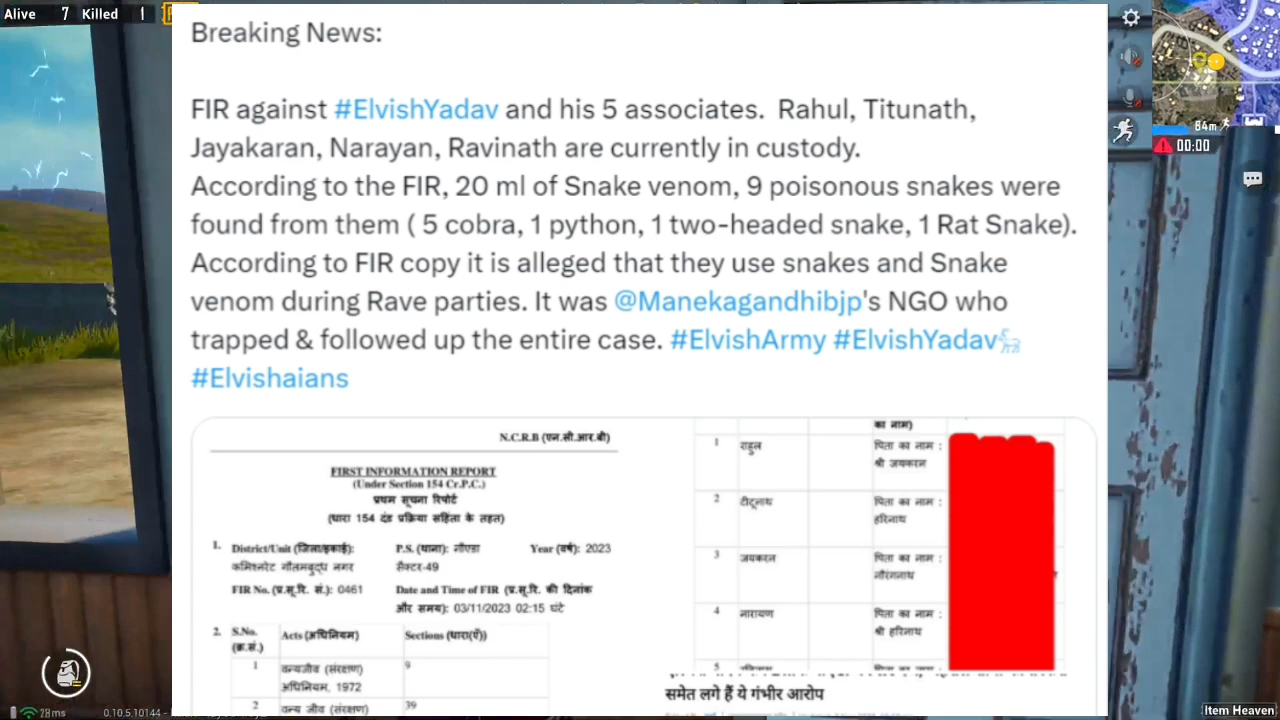 Alive 7 Killed 1
Breaking News:
FIR against #ElvishYadav and his 5 associates. Rahul, Titunath,
Jayakaran, Narayan, Ravinath are currently in custody.
According to the FIR, 20 ml of Snake venom, 9 poisonous snakes were
found from them ( 5 cobra, 1 python, 1 two-headed snake, 1 Rat Snake).
According to FIR copy it is alleged that they use snakes and Snake
venom during Rave parties. It was @Manekagandhibjp's NGO who
trapped & followed up the entire case. #ElvishArmy #ElvishYadav
#Elvishaians
84m
00:00
N.C.R.B (एन.सी.आर.बी)
FIRST INFORMATION REPORT
(Under Section 154 Cr.P.C.)
प्रथम सूचना रिपोर्ट
(धारा 154 दंड प्रक्रिया संहिता के तहत)
1. District/Unit (जिला/इकाई): P.S. (थाना): नौएडा Year (वर्ष): 2023
कमिश्नरेट गौतमबुद्ध नगर सैक्टर-49
FIR No. (प्र.सू.रि. सं.): 0461 Date and Time of FIR (प्र.सू.रि. की दिनांक
और समय): 03/11/2023 02:15 घंटे
2. S.No. Acts (अधिनियम) Sections (धारा(एँ))
(क्र.सं.)
1 वन्यजीव (संरक्षण) 9
अधिनियम, 1972
2 वन्य जीव (संरक्षण) 39
का नाम)
1 राहुल पिता का नाम :
श्री जयकरन
2 टीटूनाथ पिता का नाम :
हरिनाथ
3 जयकरन पिता का नाम :
नौरंगनाथ
4 नारायण पिता का नाम :
श्री हरिनाथ
5
समेत लगे हैं ये गंभीर आरोप
28ms
0.10.5.10144
Item Heaven